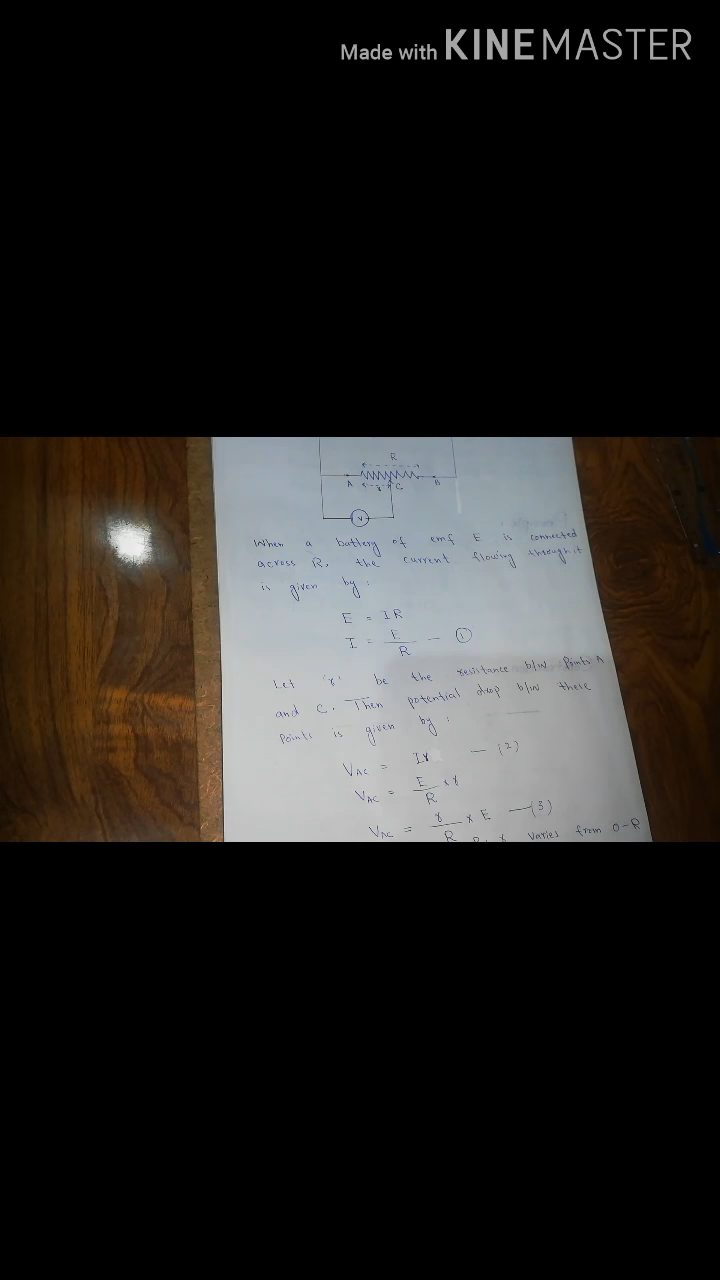 Made with KINEMASTER
R
A r C B
V
When a battery of emf E is connected
across R, the current flowing through it
is given by :
E = IR
I = E/R — (1)
Let 'r' be the resistance b/w points A
and C. Then potential drop b/w there
points is given by :
VAC = Ir — (2)
VAC = E/R × r
VAC = r/R × E — (3)
r varies from 0-R